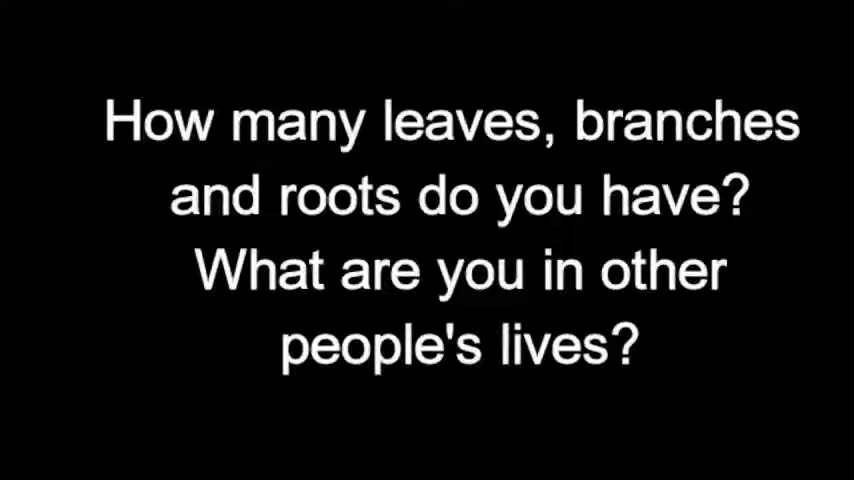 How many leaves, branches
and roots do you have?
What are you in other
people's lives?